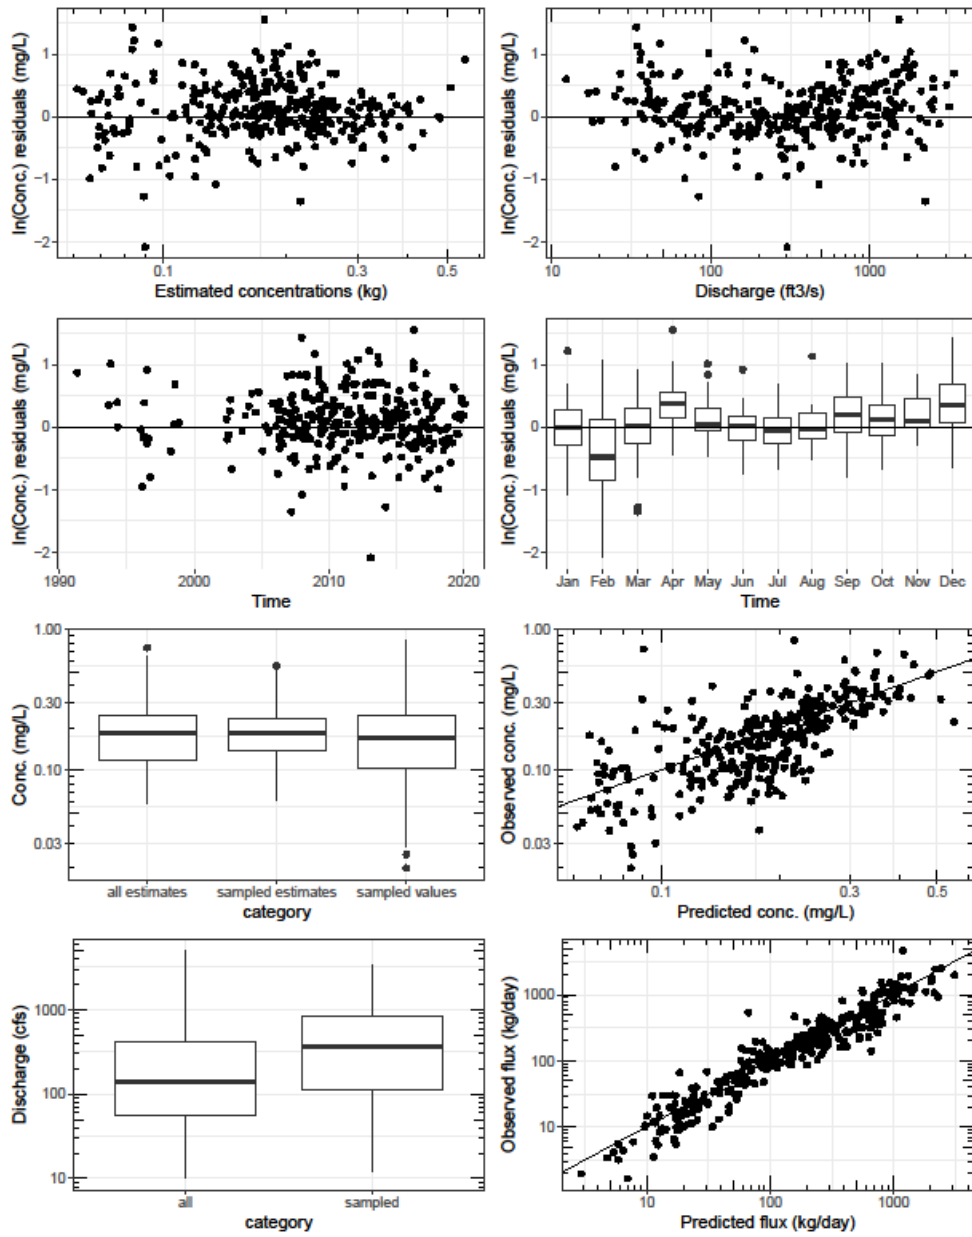 ln(Conc.) residuals (mg/L)
1
0
−1
−2
0.1
0.3
0.5
Estimated concentrations (kg)
ln(Conc.) residuals (mg/L)
1
0
−1
−2
10
100
1000
Discharge (ft3/s)
ln(Conc.) residuals (mg/L)
1
0
−1
−2
1990
2000
2010
2020
Time
ln(Conc.) residuals (mg/L)
1
0
−1
−2
Jan Feb Mar Apr May Jun Jul Aug Sep Oct Nov Dec
Time
Conc. (mg/L)
1.00
0.30
0.10
0.03
all estimates
sampled estimates
sampled values
category
Observed conc. (mg/L)
1.00
0.30
0.10
0.03
0.1
0.3
0.5
Predicted conc. (mg/L)
Discharge (cfs)
1000
100
10
all
sampled
category
Observed flux (kg/day)
1000
100
10
10
100
1000
Predicted flux (kg/day)